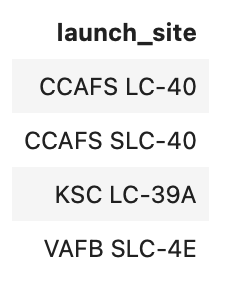 launch_site
CCAFS LC-40
CCAFS SLC-40
KSC LC-39A
VAFB SLC-4E